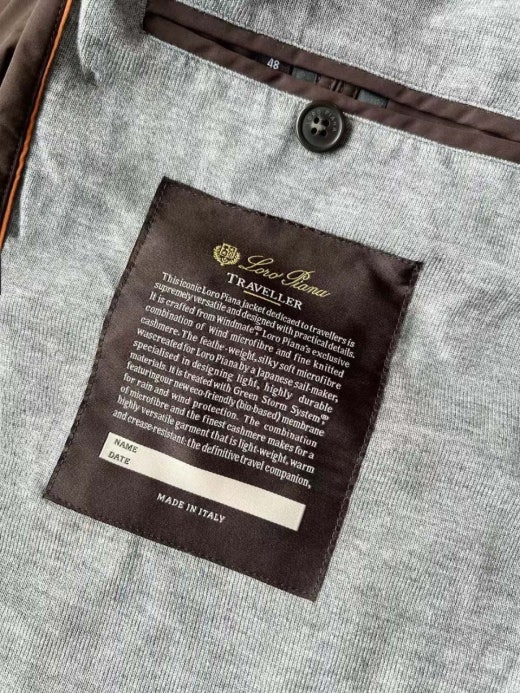 48
Loro Piana
TRAVELLER
This iconic Loro Piana jacket dedicaed to travellers is
supremely versatile and designed with practical details.
It is crafted from Windmate®, Loro Piana's exclusive
combination of wind microfibre and fine knitted
cashmere. The feathe-weight, silky soft microfibre
was created for Loro Piana by a Japanese sail-maker,
specialised in designing light, highly durable
materials. It is treated with Green Storm System®,
featuring our new eco-friendly (bio-based) membrane
for rain and wind protection. The combination
of microfibre and the finest cashmere makes for a
highly versatile garment that is light-weight, warm
and crease-resistant: the definitive travel companion.
NAME
DATE
MADE IN ITALY